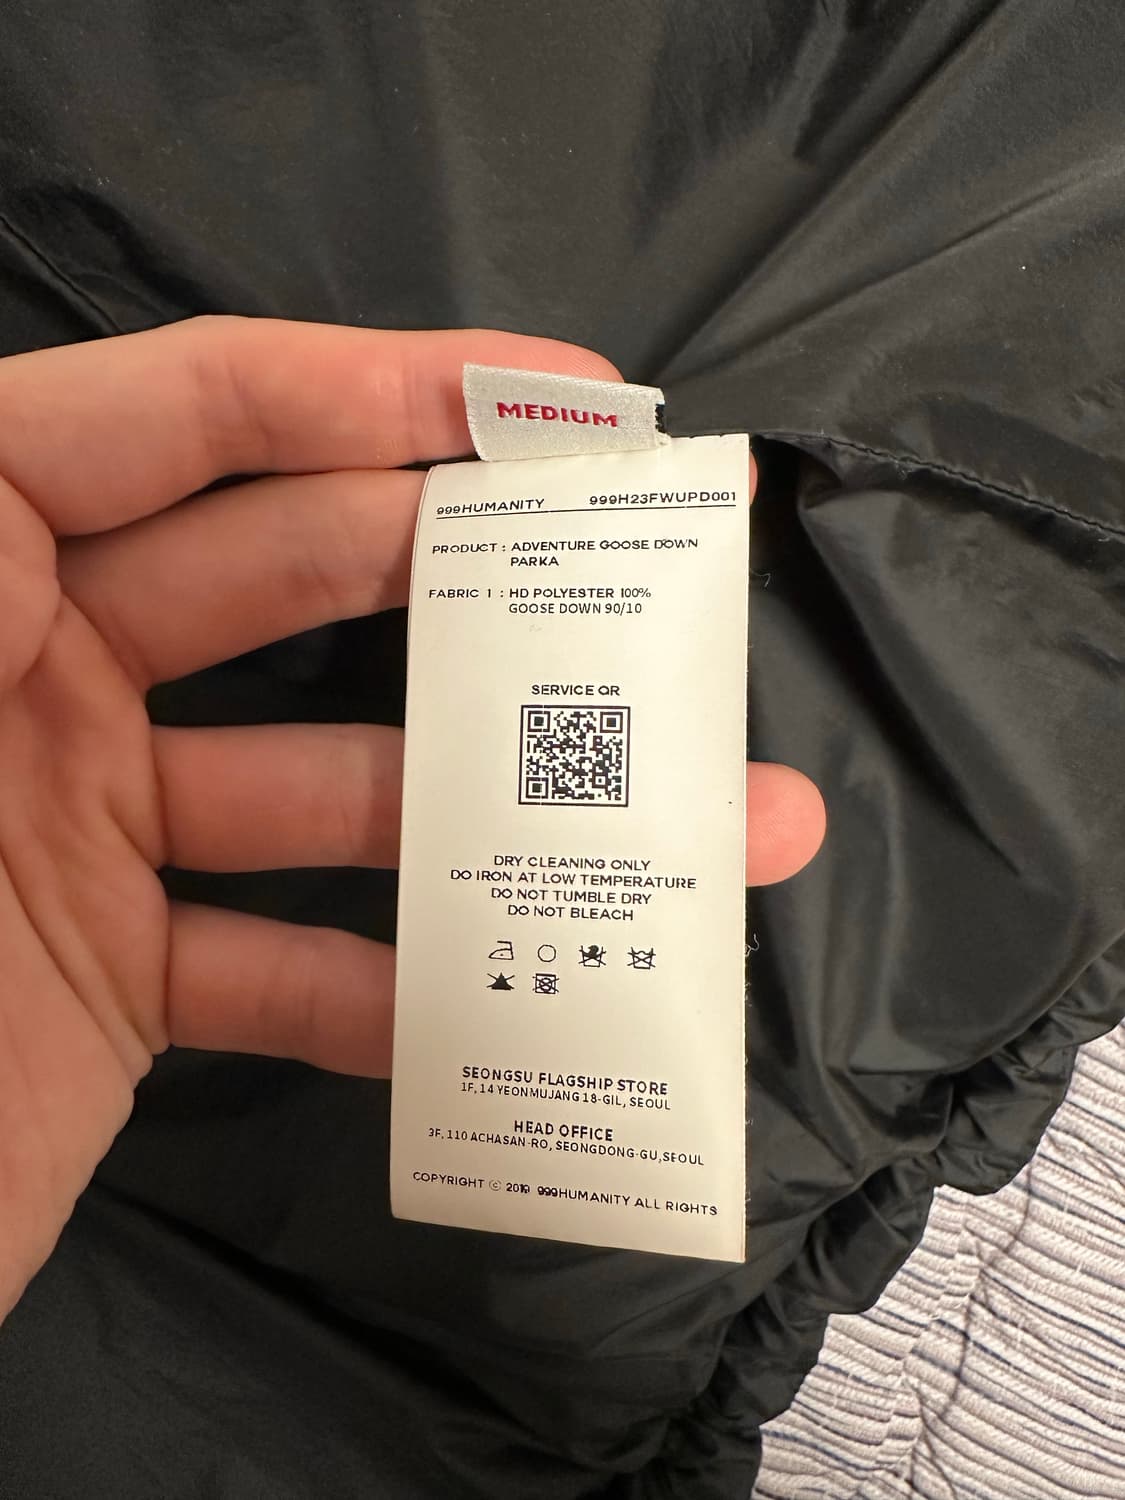 MEDIUM
999HUMANITY 999H23FWUPD001
PRODUCT : ADVENTURE GOOSE DOWN
PARKA
FABRIC 1 : HD POLYESTER 100%
GOOSE DOWN 90/10
SERVICE QR
DRY CLEANING ONLY
DO IRON AT LOW TEMPERATURE
DO NOT TUMBLE DRY
DO NOT BLEACH
SEONGSU FLAGSHIP STORE
1F, 14 YEONMUJANG 18-GIL, SEOUL
HEAD OFFICE
3F, 110 ACHASAN-RO, SEONGDONG-GU,SEOUL
COPYRIGHT © 2019 999HUMANITY ALL RIGHTS